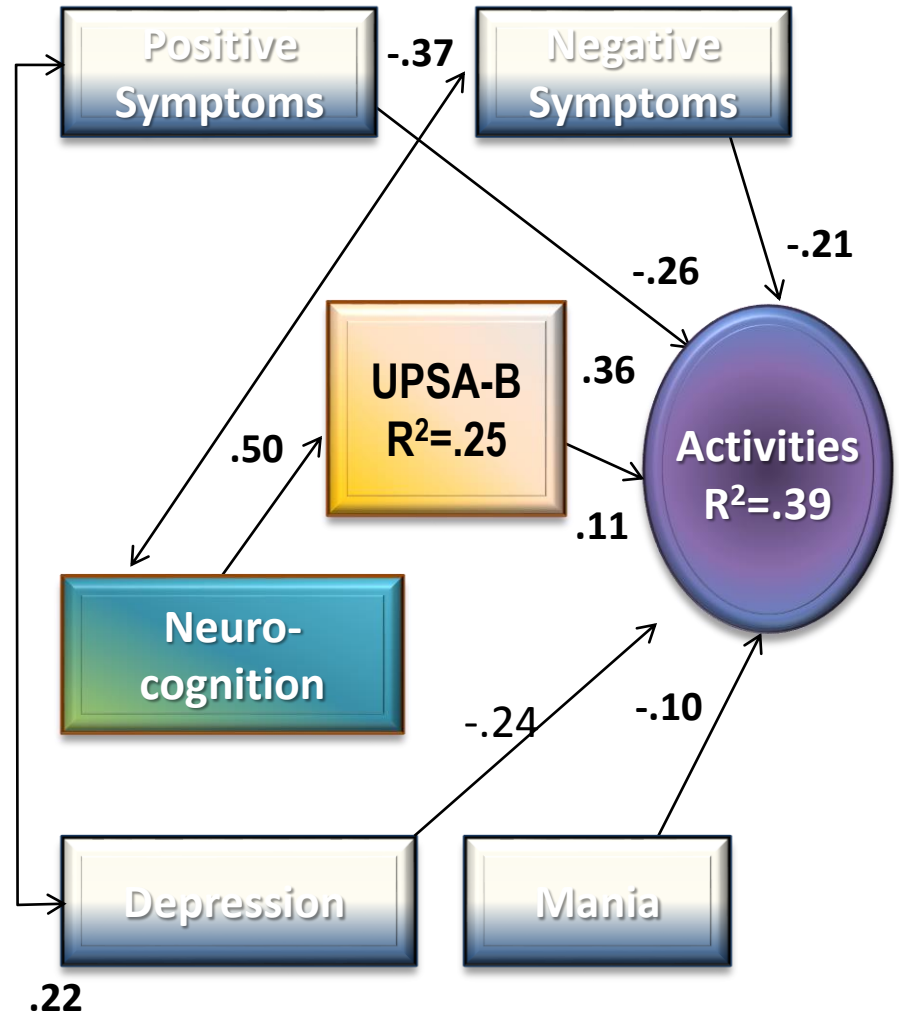 Positive
Symptoms
-.37
Negative
Symptoms
-.26
-.21
UPSA-B
R²=.25
.36
.50
Activities
R²=.39
.11
Neuro-
cognition
-.24
-.10
Depression
Mania
.22